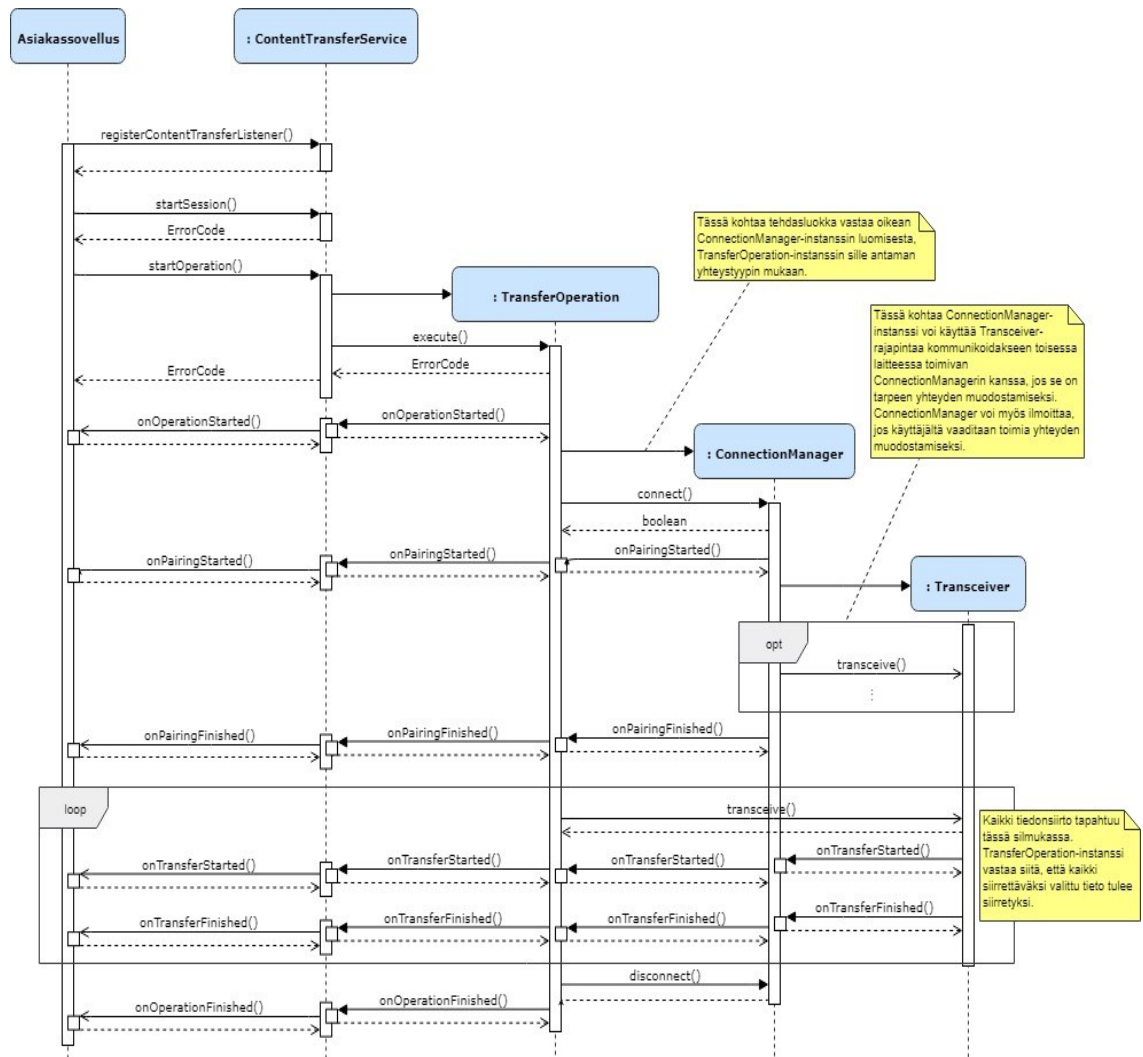 Asiakassovellus
: ContentTransferService
registerContentTransferListener()
startSession()
ErrorCode
startOperation()
Tässä kohtaa tehdasluokka vastaa oikean
ConnectionManager-instanssin luomisesta,
TransferOperation-instanssin sille antaman
yhteystyypin mukaan.
: TransferOperation
Tässä kohtaa ConnectionManager-
instanssi voi käyttää Transceiver-
rajapintaa kommunikoidakseen toisessa
laitteessa toimivan
ConnectionManagerin kanssa, jos se on
tarpeen yhteyden muodostamiseksi.
ConnectionManager voi myös ilmoittaa,
jos käyttäjältä vaaditaan toimia yhteyden
muodostamiseksi.
execute()
ErrorCode
ErrorCode
onOperationStarted()
onOperationStarted()
: ConnectionManager
connect()
boolean
onPairingStarted()
onPairingStarted()
onPairingStarted()
: Transceiver
opt
transceive()
onPairingFinished()
onPairingFinished()
onPairingFinished()
loop
transceive()
Kaikki tiedonsiirto tapahtuu
tässä silmukassa.
TransferOperation-instanssi
vastaa siitä, että kaikki
siirrettäväksi valittu tieto tulee
siirretyksi.
onTransferStarted()
onTransferStarted()
onTransferStarted()
onTransferStarted()
onTransferFinished()
onTransferFinished()
onTransferFinished()
onTransferFinished()
disconnect()
onOperationFinished()
onOperationFinished()